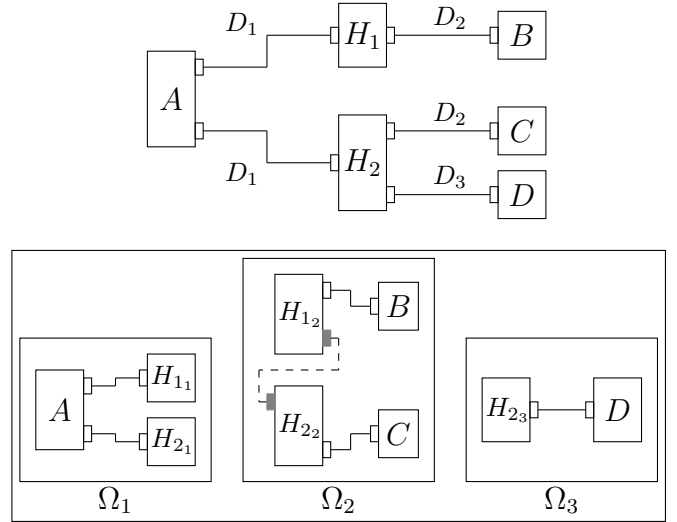 D₁ H₁ D₂ B
A
D₁ H₂ D₂ C
D₃ D
A H₁₁ H₂₁
H₁₂ B
H₂₂ C
H₂₃ D
Ω₁ Ω₂ Ω₃